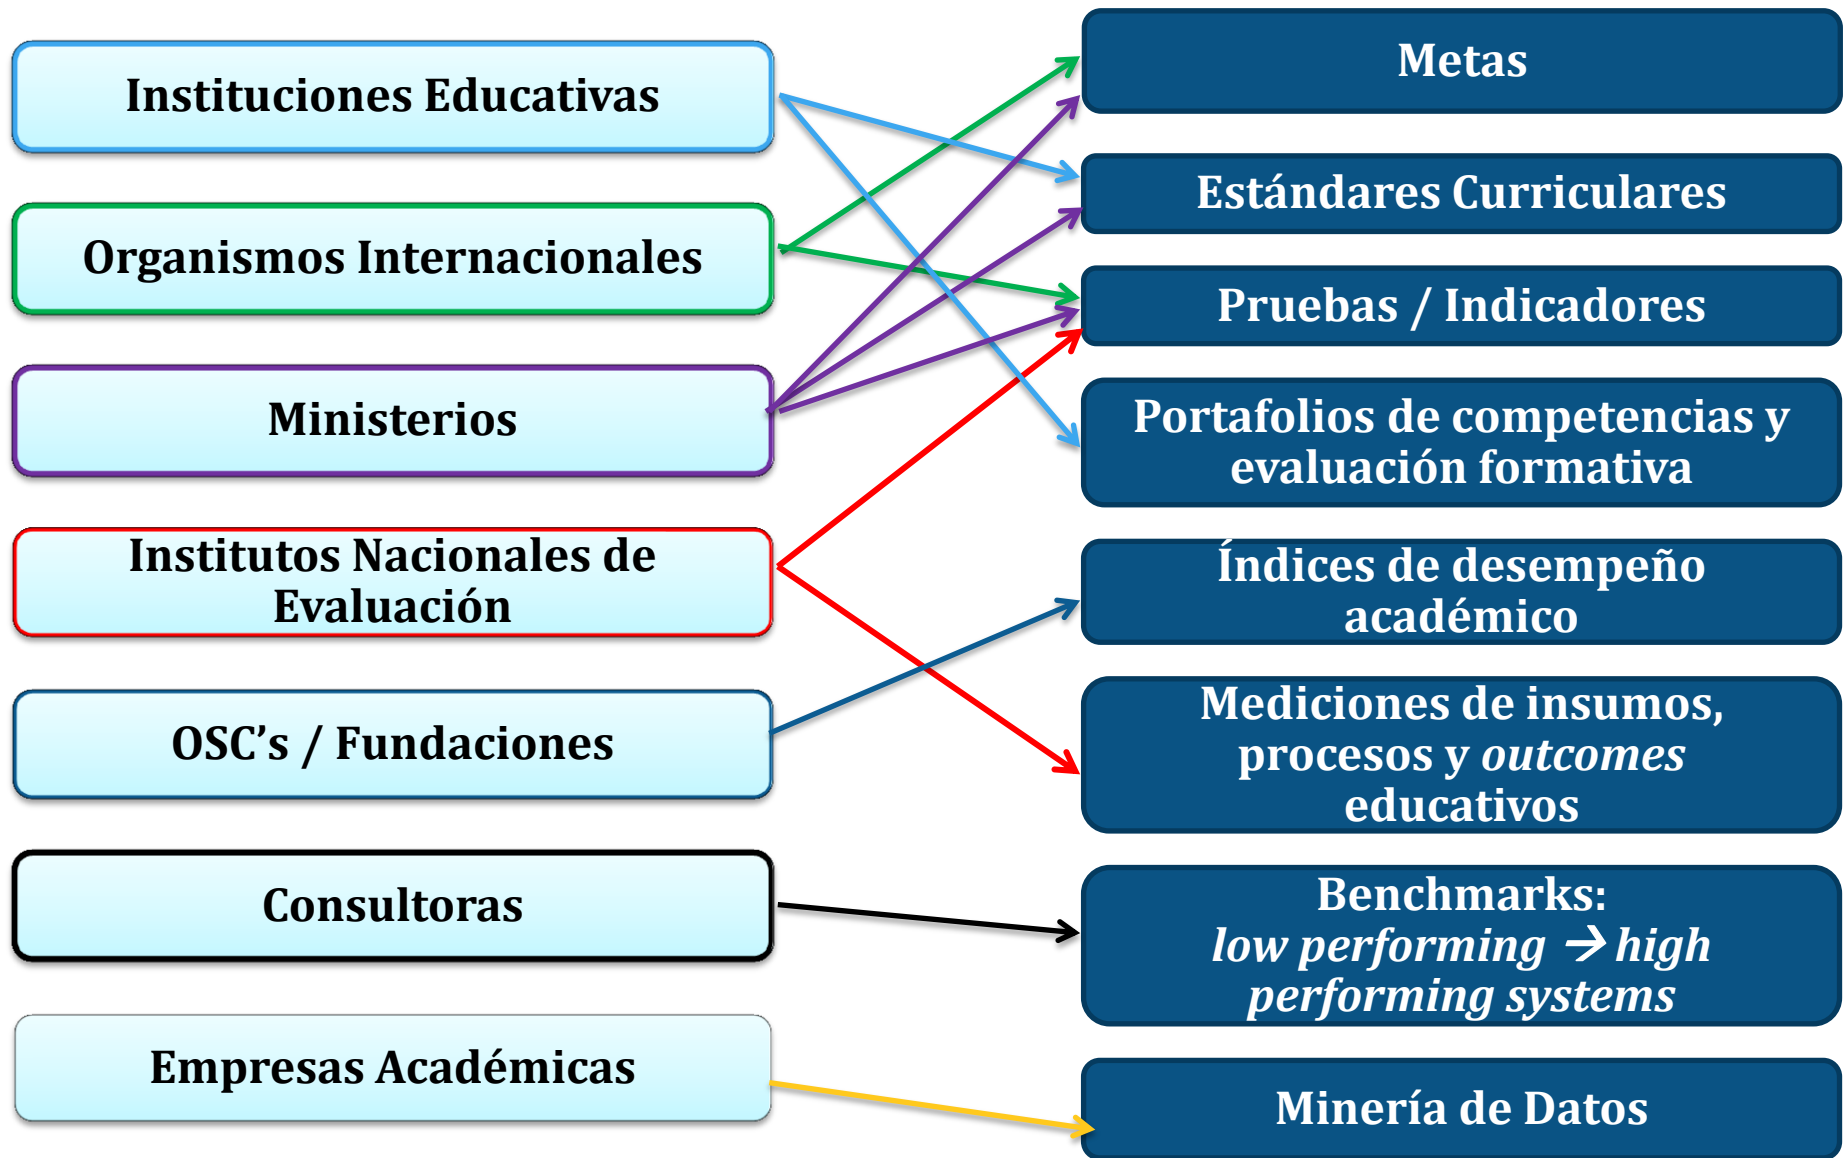 Instituciones Educativas
Organismos Internacionales
Ministerios
Institutos Nacionales de
Evaluación
OSC’s / Fundaciones
Consultoras
Empresas Académicas
Metas
Estándares Curriculares
Pruebas / Indicadores
Portafolios de competencias y
evaluación formativa
Índices de desempeño
académico
Mediciones de insumos,
procesos y outcomes
educativos
Benchmarks:
low performing → high
performing systems
Minería de Datos